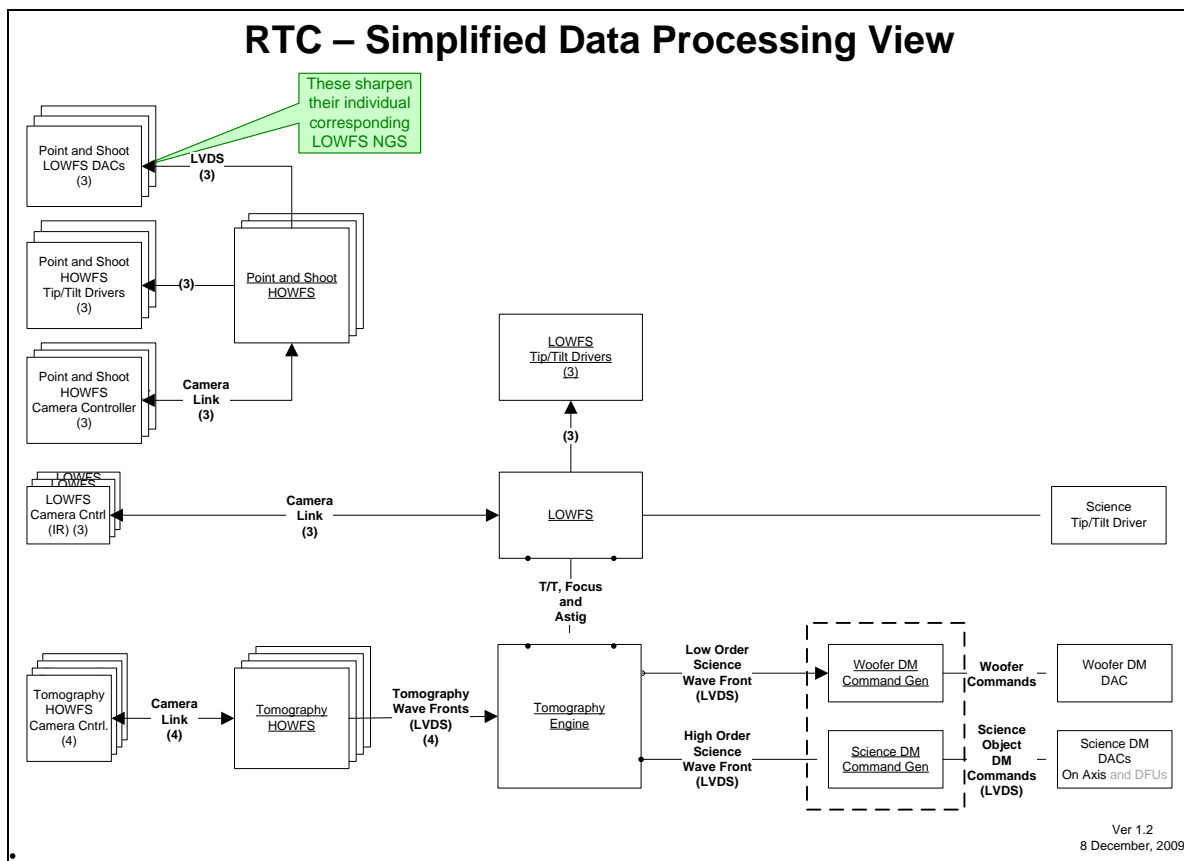 RTC – Simplified Data Processing View
These sharpen
their individual
corresponding
LOWFS NGS
Point and Shoot
LOWFS DACs
(3)
LVDS
(3)
Point and Shoot
HOWFS
Tip/Tilt Drivers
(3)
(3)
Point and Shoot
HOWFS
Point and Shoot
HOWFS
Camera Controller
(3)
Camera
Link
(3)
LOWFS
Tip/Tilt Drivers
(3)
(3)
LOWFS
LOWFS
LOWFS
Camera Cntrl
(IR) (3)
Camera
Link
(3)
LOWFS
Science
Tip/Tilt Driver
T/T, Focus
and
Astig
Tomography
HOWFS
Camera Cntrl.
(4)
Camera
Link
(4)
Tomography
HOWFS
Tomography
Wave Fronts
(LVDS)
(4)
Tomography
Engine
Low Order
Science
Wave Front
(LVDS)
Woofer DM
Command Gen
Woofer
Commands
Woofer DM
DAC
High Order
Science
Wave Front
(LVDS)
Science DM
Command Gen
Science
Object
DM
Commands
(LVDS)
Science DM
DACs
On Axis and DFUs
Ver 1.2
8 December, 2009